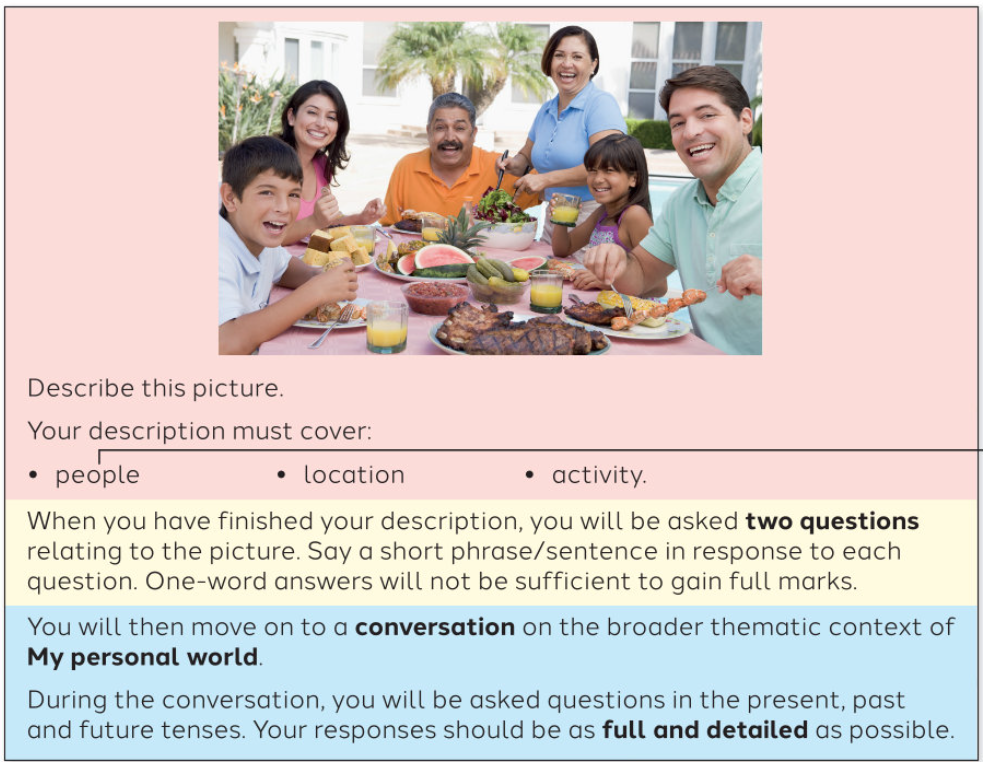 Describe this picture.
Your description must cover:
• people • location • activity.
When you have finished your description, you will be asked two questions
relating to the picture. Say a short phrase/sentence in response to each
question. One-word answers will not be sufficient to gain full marks.
You will then move on to a conversation on the broader thematic context of
My personal world.
During the conversation, you will be asked questions in the present, past
and future tenses. Your responses should be as full and detailed as possible.